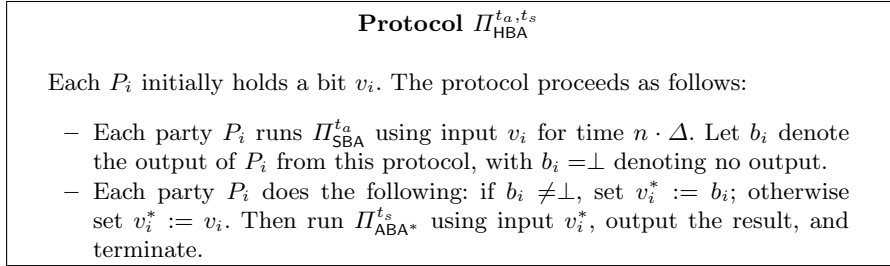 Protocol Π^{t_a,t_s}_{HBA}
Each P_i initially holds a bit v_i. The protocol proceeds as follows:
– Each party P_i runs Π^{t_a}_{SBA} using input v_i for time n · Δ. Let b_i denote
the output of P_i from this protocol, with b_i =⊥ denoting no output.
– Each party P_i does the following: if b_i ≠⊥, set v_i^* := b_i; otherwise
set v_i^* := v_i. Then run Π^{t_s}_{ABA*} using input v_i^*, output the result, and
terminate.